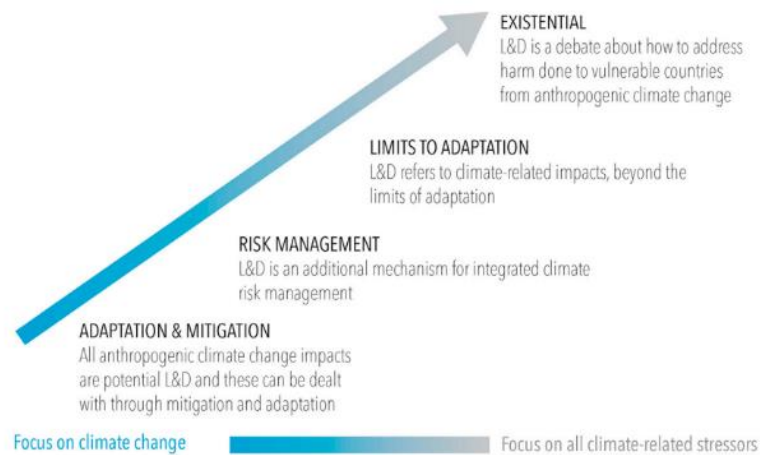 EXISTENTIAL
L&D is a debate about how to address
harm done to vulnerable countries
from anthropogenic climate change
LIMITS TO ADAPTATION
L&D refers to climate-related impacts, beyond the
limits of adaptation
RISK MANAGEMENT
L&D is an additional mechanism for integrated climate
risk management
ADAPTATION & MITIGATION
All anthropogenic climate change impacts
are potential L&D and these can be dealt
with through mitigation and adaptation
Focus on climate change
Focus on all climate-related stressors